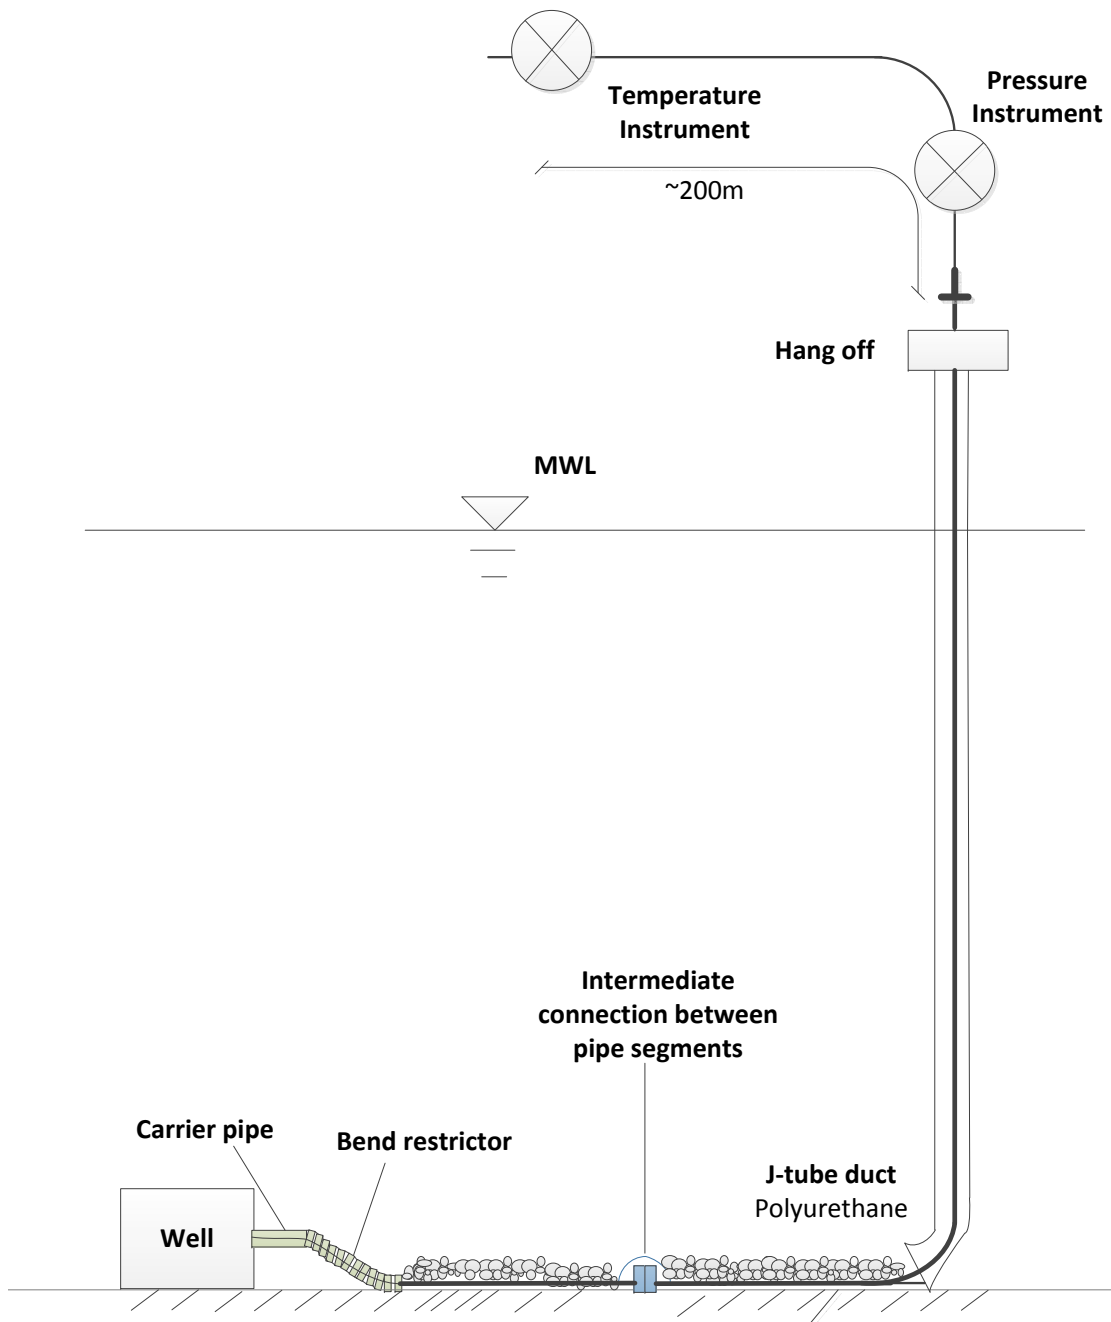 Temperature
Instrument
Pressure
Instrument
~200m
Hang off
MWL
Intermediate
connection between
pipe segments
Carrier pipe
Bend restrictor
J-tube duct
Polyurethane
Well